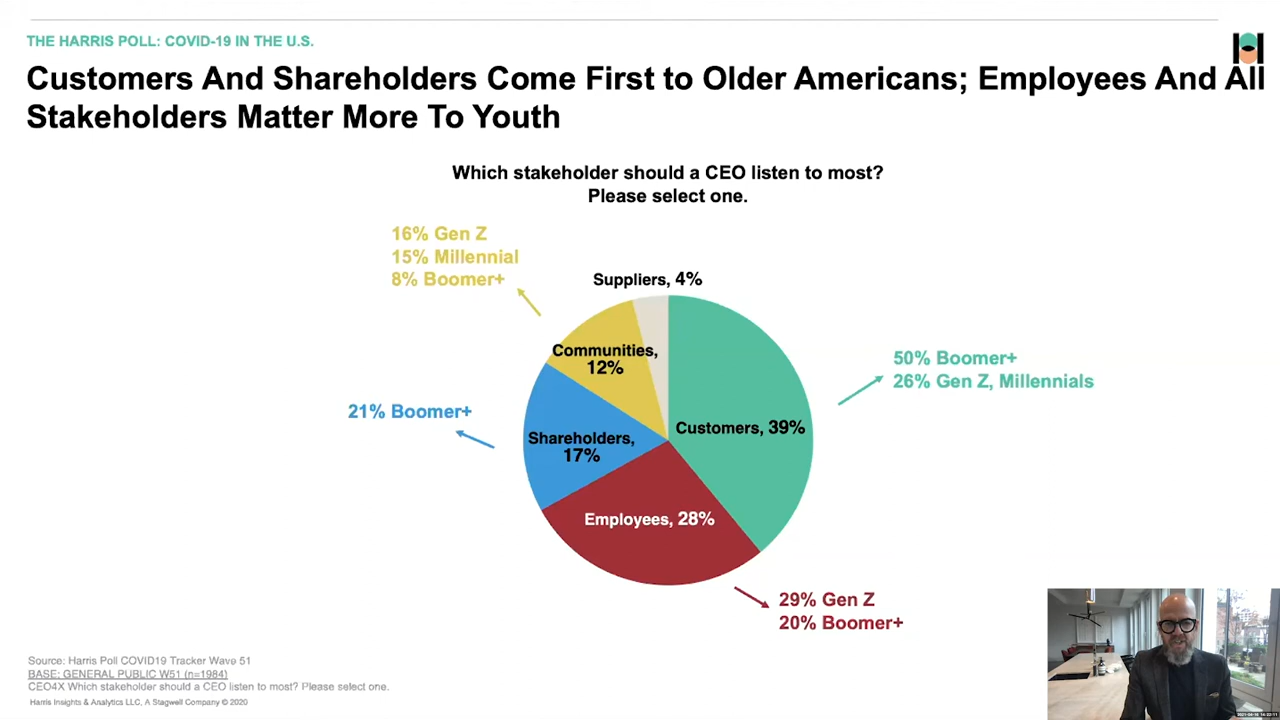 THE HARRIS POLL: COVID-19 IN THE U.S.
Customers And Shareholders Come First to Older Americans; Employees And All
Stakeholders Matter More To Youth
Which stakeholder should a CEO listen to most?
Please select one.
16% Gen Z
15% Millennial
8% Boomer+
Suppliers, 4%
Communities,
12%
50% Boomer+
26% Gen Z, Millennials
21% Boomer+
Customers, 39%
Shareholders,
17%
Employees, 28%
29% Gen Z
20% Boomer+
Source: Harris Poll COVID19 Tracker Wave 51
BASE: GENERAL PUBLIC W51 (n=1984)
CEO4X Which stakeholder should a CEO listen to most? Please select one.
Harris Insights & Analytics LLC, A Stagwell Company © 2020